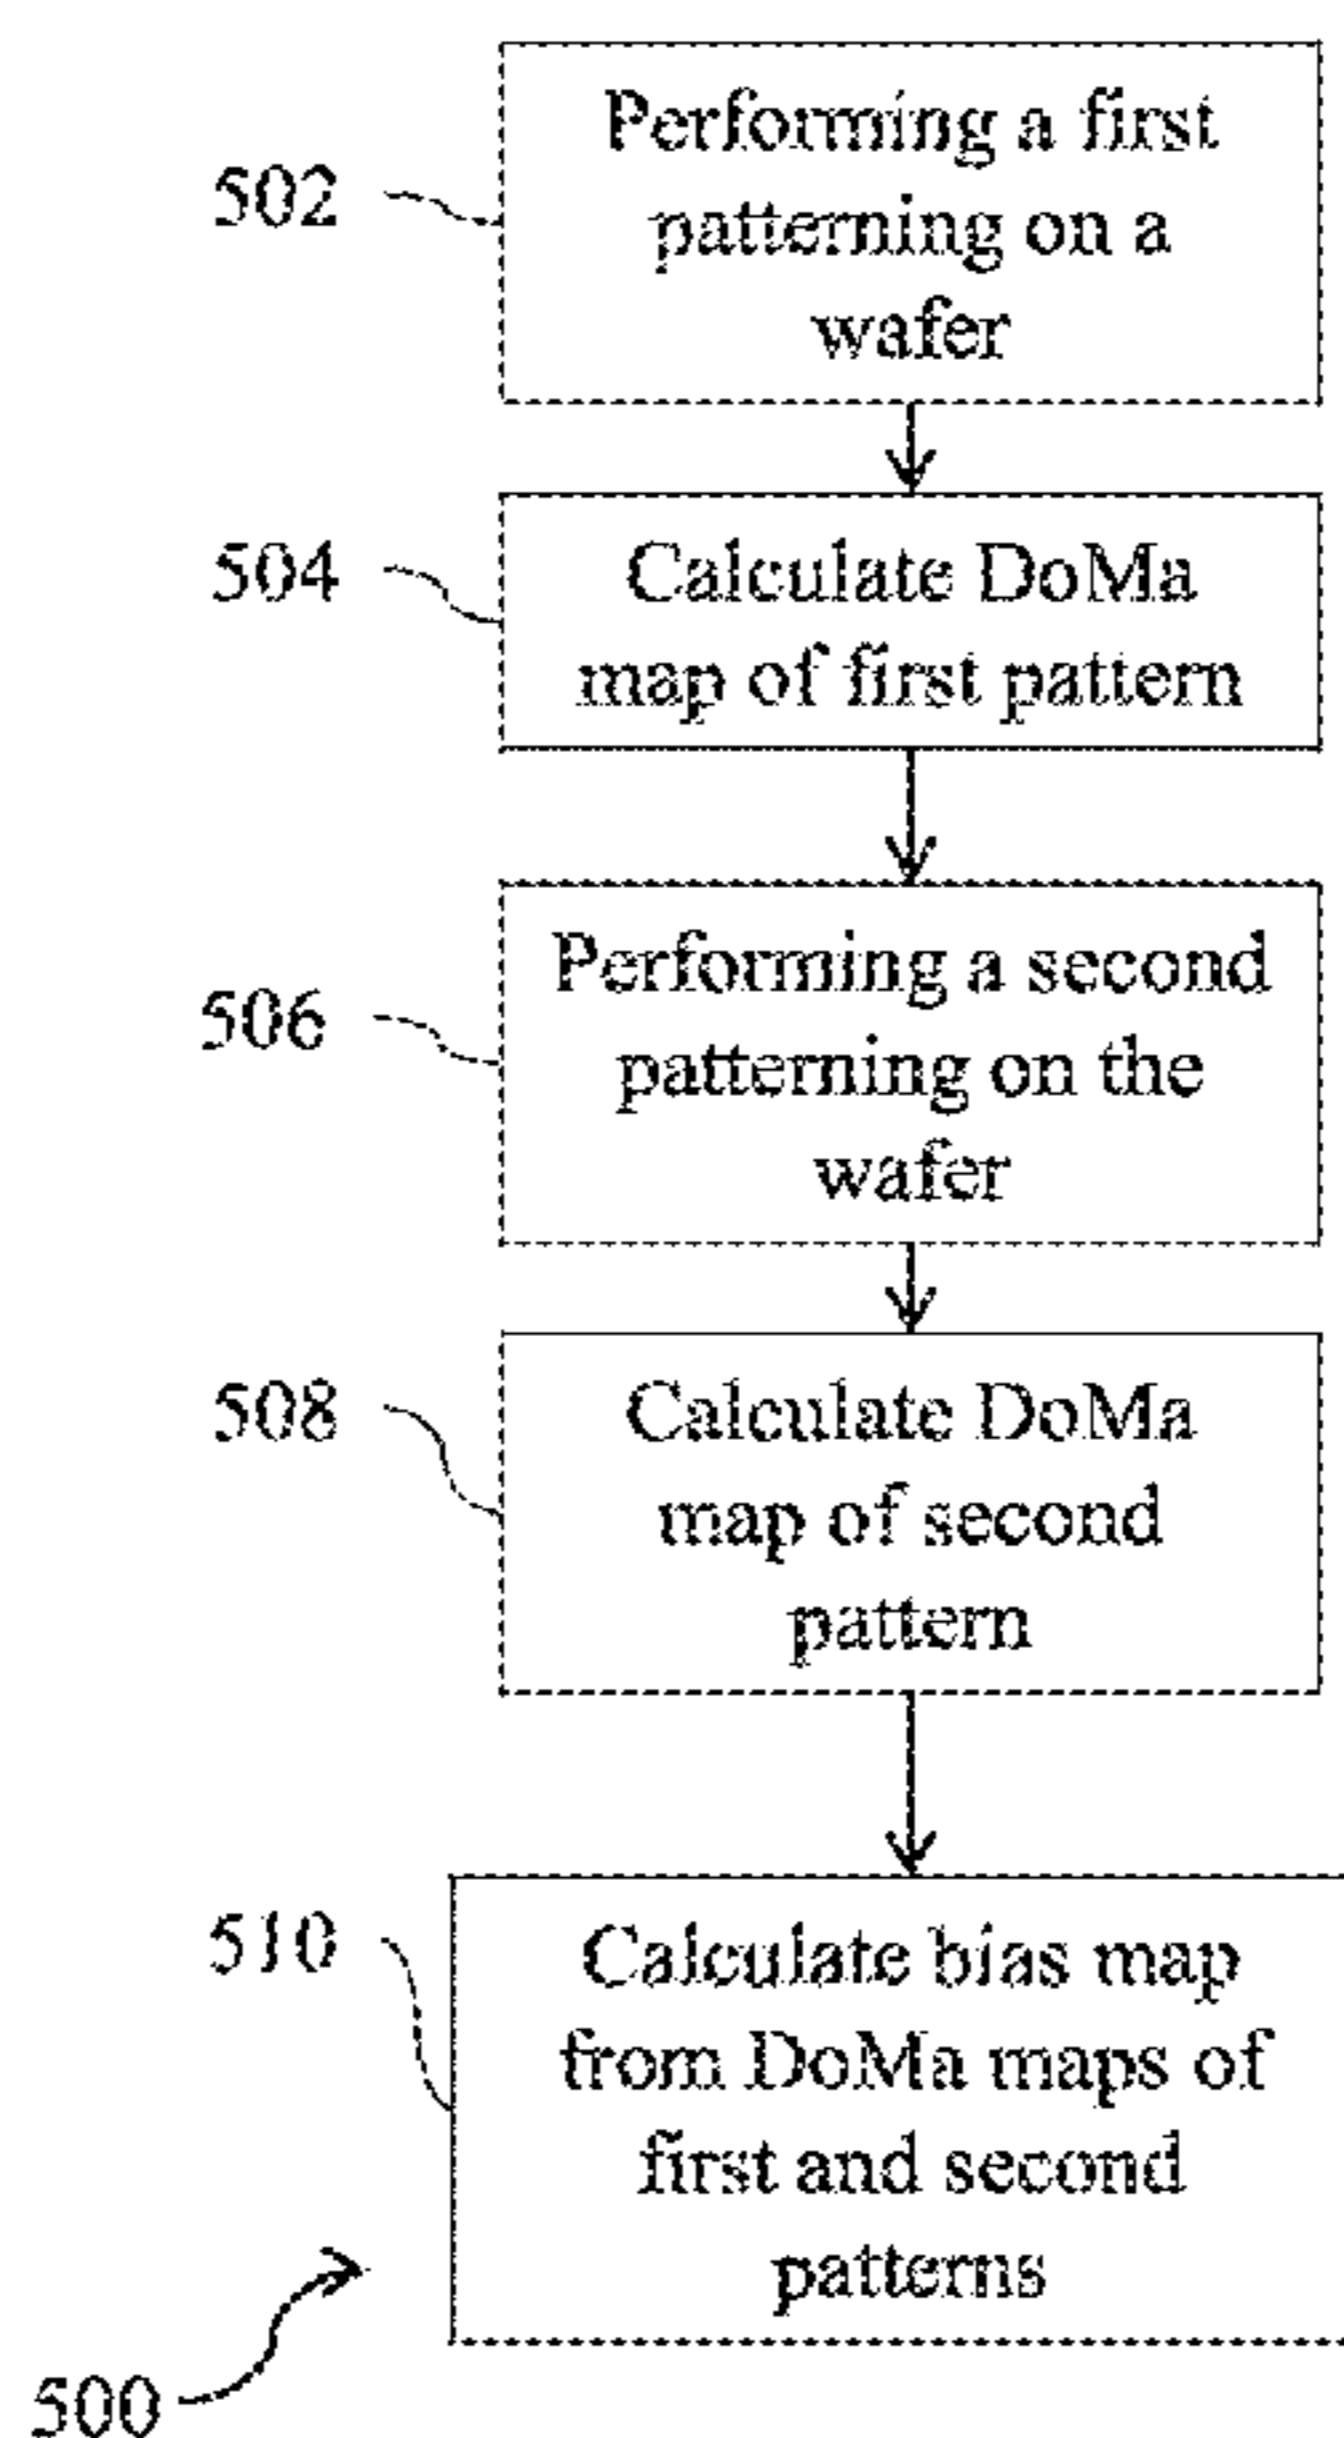 502
Performing a first
patterning on a
wafer
504
Calculate DoMa
map of first pattern
506
Performing a second
patterning on the
wafer
508
Calculate DoMa
map of second
pattern
510
Calculate bias map
from DoMa maps of
first and second
patterns
500